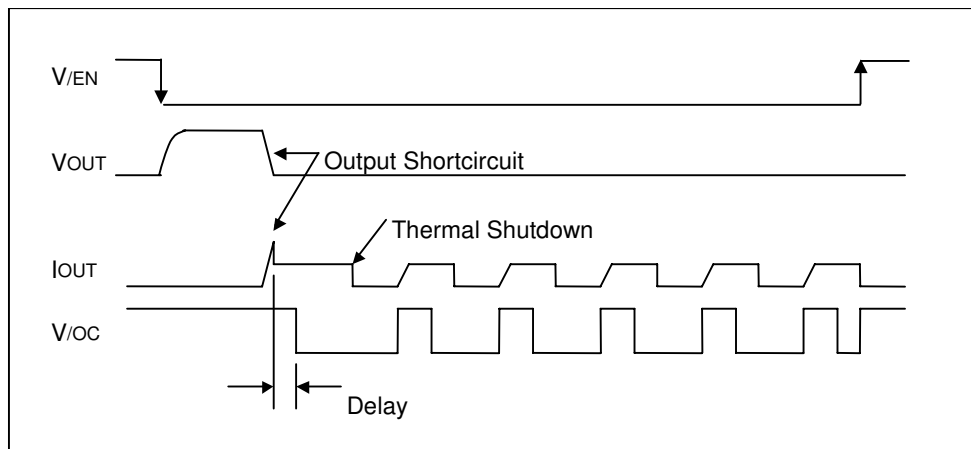 V/EN
VOUT
Output Shortcircuit
Thermal Shutdown
IOUT
V/OC
Delay